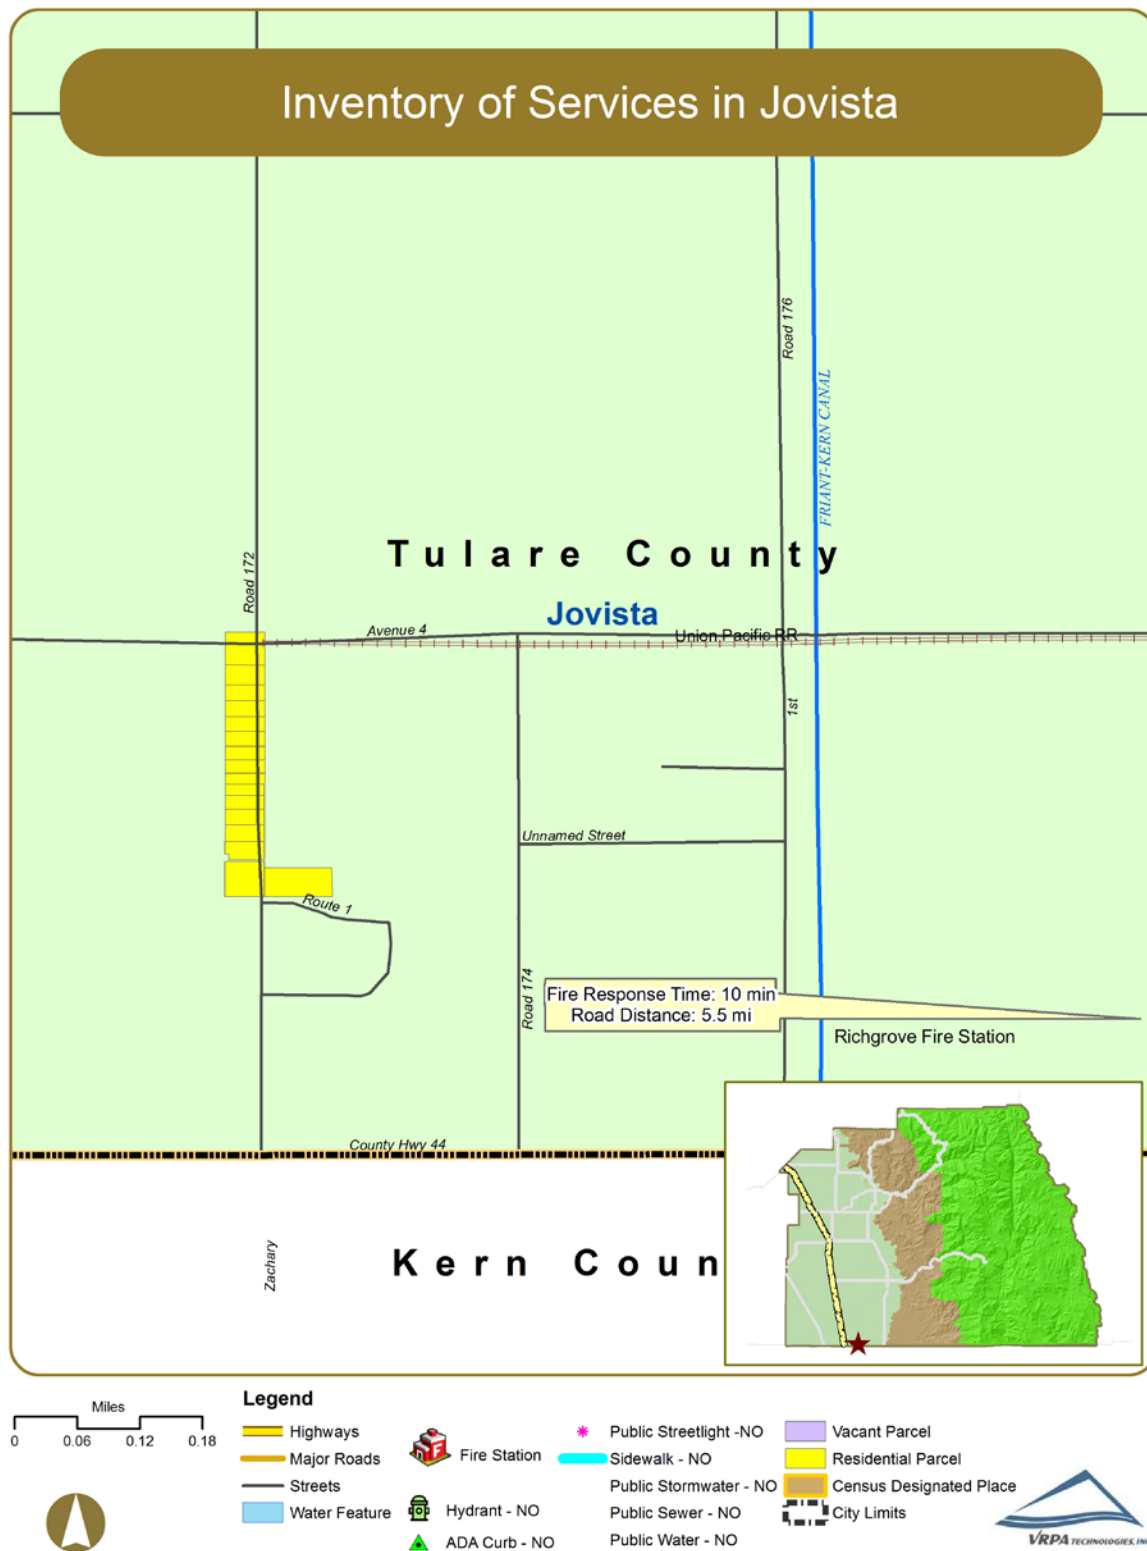 Inventory of Services in Jovista
Road 176
FRIANT-KERN CANAL
Tulare County
Road 172
Jovista
Avenue 4
Union Pacific RR
1st
Unnamed Street
Route 1
Road 174
Fire Response Time: 10 min
Road Distance: 5.5 mi
Richgrove Fire Station
County Hwy 44
Zachary
Kern Coun
Miles
0 0.06 0.12 0.18
Legend
Highways
Major Roads
Streets
Water Feature
Fire Station
Hydrant - NO
ADA Curb - NO
Public Streetlight -NO
Sidewalk - NO
Public Stormwater - NO
Public Sewer - NO
Public Water - NO
Vacant Parcel
Residential Parcel
Census Designated Place
City Limits
VRPA TECHNOLOGIES, INC